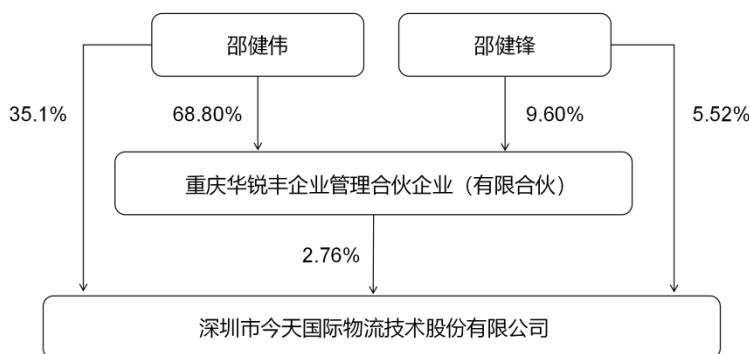 邵健伟
邵健锋
35.1%
68.80%
9.60%
5.52%
重庆华锐丰企业管理合伙企业（有限合伙）
2.76%
深圳市今天国际物流技术股份有限公司